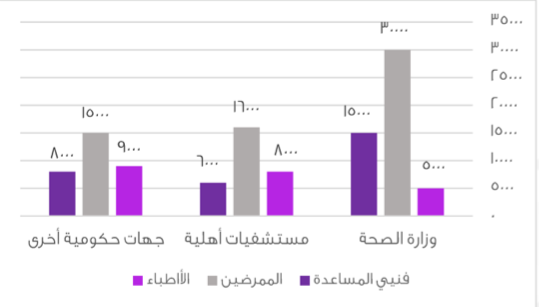 ٣٥٠٠٠
٣٠٠٠٠
٢٥٠٠٠
٢٠٠٠٠
١٥٠٠٠
١٠٠٠٠
٥٠٠٠
٠
٥٠٠٠
٣٠٠٠٠
١٥٠٠٠
٨٠٠٠
١٦٠٠٠
٦٠٠٠
٩٠٠٠
١٥٠٠٠
٨٠٠٠
وزارة الصحة
مستشفيات أهلية
جهات حكومية أخرى
فنيي المساعدة
الممرضين
الأاطباء